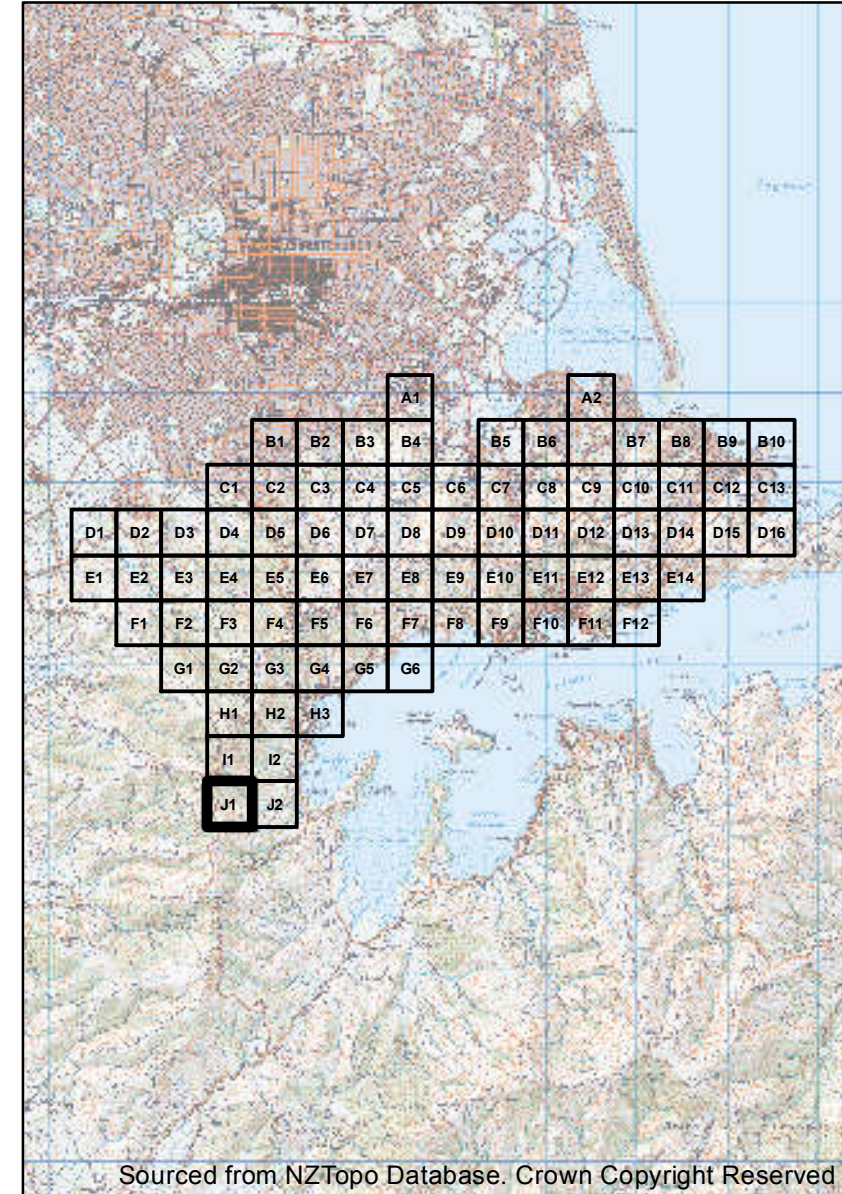 A1 A2
B1 B2 B3 B4 B5 B6 B7 B8 B9 B10
C1 C2 C3 C4 C5 C6 C7 C8 C9 C10 C11 C12 C13
D1 D2 D3 D4 D5 D6 D7 D8 D9 D10 D11 D12 D13 D14 D15 D16
E1 E2 E3 E4 E5 E6 E7 E8 E9 E10 E11 E12 E13 E14
F1 F2 F3 F4 F5 F6 F7 F8 F9 F10 F11 F12
G1 G2 G3 G4 G5 G6
H1 H2 H3
I1 I2
J1 J2
Sourced from NZTopo Database. Crown Copyright Reserved